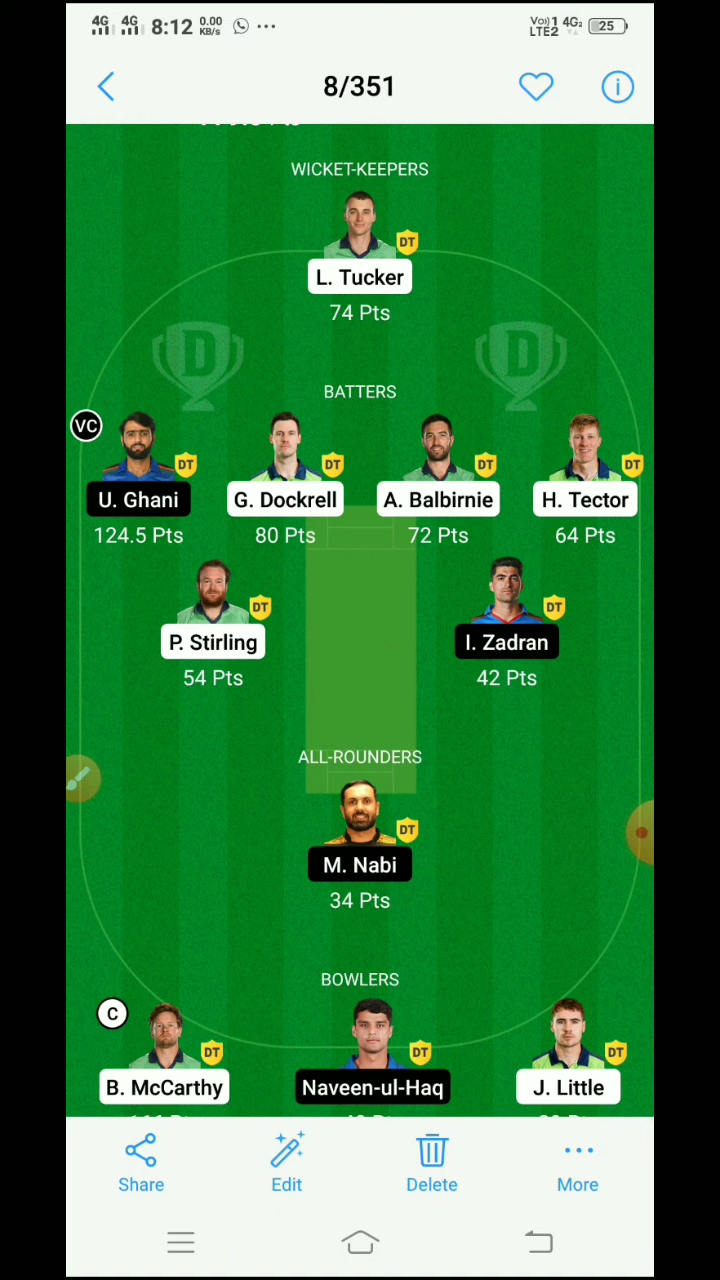 4G 4G 8:12 0.00 KB/s ... Vo) 1 LTE2 4G2 25
8/351
WICKET-KEEPERS
DT
L. Tucker
74 Pts
D D
BATTERS
VC
DT DT DT DT
U. Ghani G. Dockrell A. Balbirnie H. Tector
124.5 Pts 80 Pts 72 Pts 64 Pts
DT DT
P. Stirling I. Zadran
54 Pts 42 Pts
ALL-ROUNDERS
DT
M. Nabi
34 Pts
BOWLERS
C
DT DT DT
B. McCarthy Naveen-ul-Haq J. Little
Share Edit Delete More